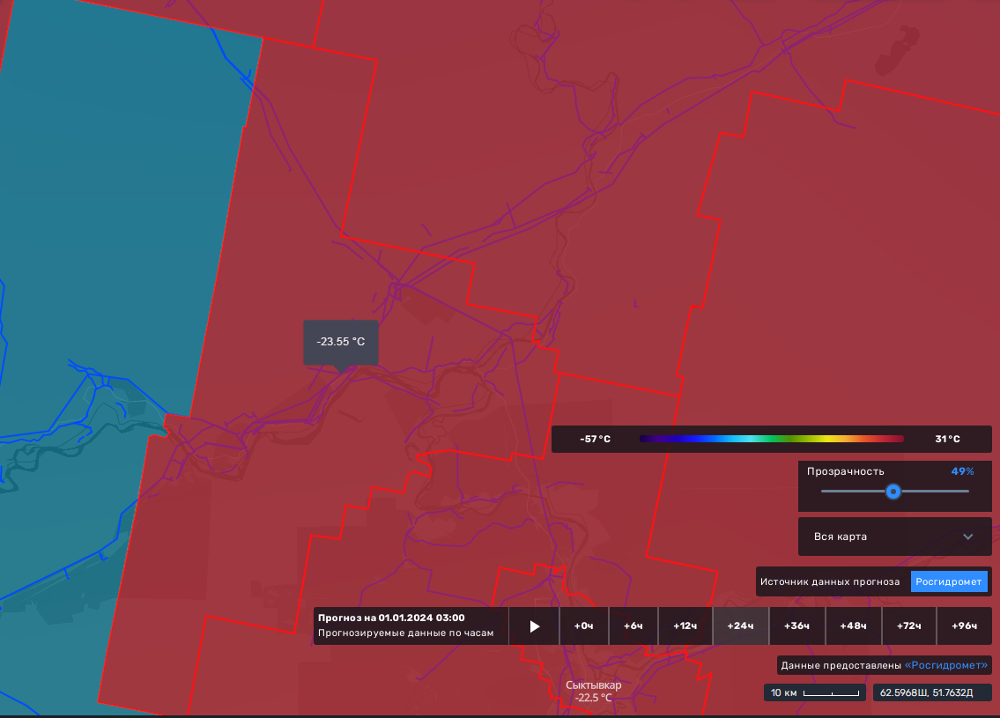 -23.55 °C
-57°C
31°C
Прозрачность 49%
Вся карта
Источник данных прогноза Росгидромет
Прогноз на 01.01.2024 03:00
Прогнозируемые данные по часам
+0ч +6ч +12ч +24ч +36ч +48ч +72ч +96ч
Данные предоставлены «Росгидромет»
Сыктывкар
-22.5 °C
10 км
62.5968Ш, 51.7632Д